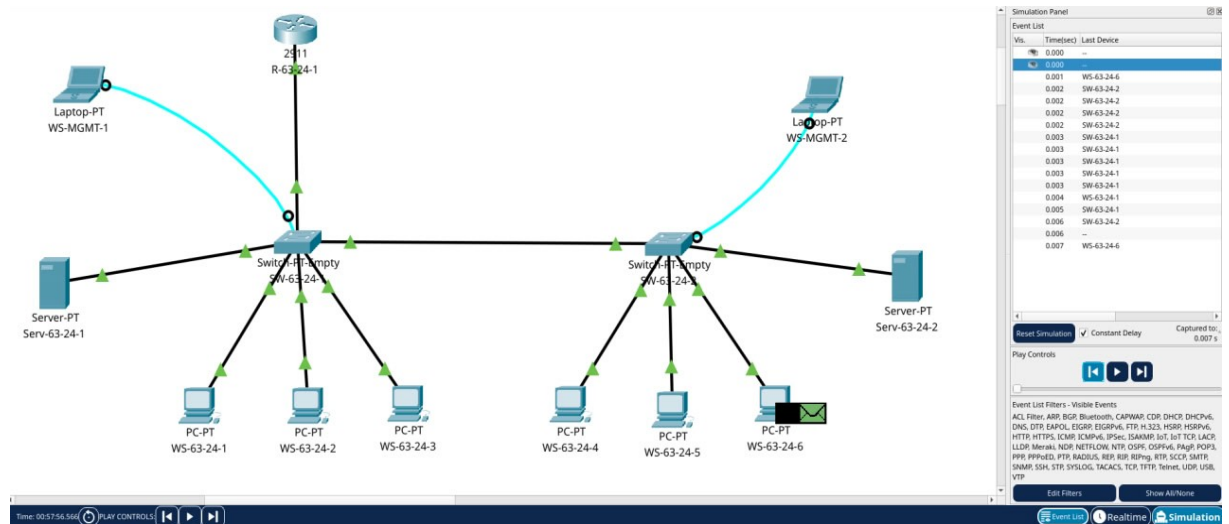 Simulation Panel
Event List
Vis. Time(sec) Last Device
0.000 --
0.000 --
0.001 WS-63-24-6
0.002 SW-63-24-2
0.002 SW-63-24-2
0.002 SW-63-24-2
0.002 SW-63-24-2
0.003 SW-63-24-1
0.003 SW-63-24-1
0.003 SW-63-24-1
0.003 SW-63-24-1
0.003 SW-63-24-1
0.004 WS-63-24-1
0.005 SW-63-24-1
0.006 SW-63-24-2
0.006 --
0.007 WS-63-24-6
Reset Simulation Constant Delay Captured to:
0.007 s
Play Controls
Event List Filters - Visible Events
ACL Filter, ARP, BGP, Bluetooth, CAPWAP, CDP, DHCP, DHCPv6,
DNS, DTP, EAPOL, EIGRP, EIGRPv6, FTP, H.323, HSRP, HSRPv6,
HTTP, HTTPS, ICMP, ICMPv6, IPSec, ISAKMP, IoT, IoT TCP, LACP,
LLDP, Meraki, NDP, NETFLOW, NTP, OSPF, OSPFv6, PAgP, POP3,
PPP, PPPoED, PTP, RADIUS, REP, RIP, RIPng, RTP, SCCP, SMTP,
SNMP, SSH, STP, SYSLOG, TACACS, TCP, TFTP, Telnet, UDP, USB,
VTP
Edit Filters Show All/None
2911
R-63-24-1
Laptop-PT
WS-MGMT-1
Laptop-PT
WS-MGMT-2
Switch-PT-Empty
SW-63-24-1
Switch-PT-Empty
SW-63-24-2
Server-PT
Serv-63-24-1
Server-PT
Serv-63-24-2
PC-PT
WS-63-24-1
PC-PT
WS-63-24-2
PC-PT
WS-63-24-3
PC-PT
WS-63-24-4
PC-PT
WS-63-24-5
PC-PT
WS-63-24-6
Time: 00:57:56.566 PLAY CONTROLS: Event List Realtime Simulation